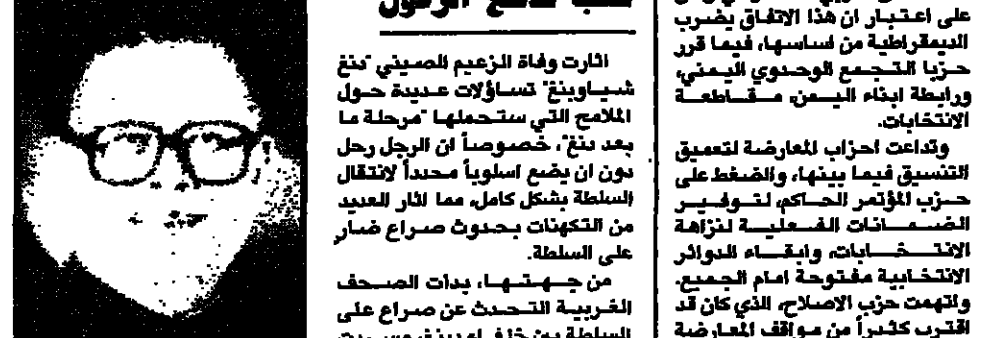 على اعتبار ان هذا الاتفاق يضرب
الديمقراطية من اساسها، فيما قرر
حزبا التجمع الوحدوي اليمني،
ورابطة ابناء اليمن، مقاطعة
الانتخابات.
وتداعت احزاب المعارضة لتعميق
التنسيق فيما بينها، والضغط على
حزب المؤتمر الحاكم، لتوفير
الضمانات الفعلية لنزاهة
الانتخابات، وابقاء الدوائر
الانتخابية مفتوحة امام الجميع.
واتهمت حزب الاصلاح، الذي كان قد
اقترب كثيراً من مواقف المعارضة
اثارت وفاة الزعيم الصيني "دنغ
شياوبنغ" تساؤلات عديدة حول
الملامح التي ستحملها "مرحلة ما
بعد دنغ"، خصوصاً ان الرجل رحل
دون ان يضع اسلوباً محدداً لانتقال
السلطة بشكل كامل، مما اثار العديد
من التكهنات بحدوث صراع ضار
على السلطة.
من جهتها، بدات الصحف
الغربية التحدث عن صراع على
السلطة بين